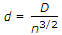 d = D / n^{3/2}